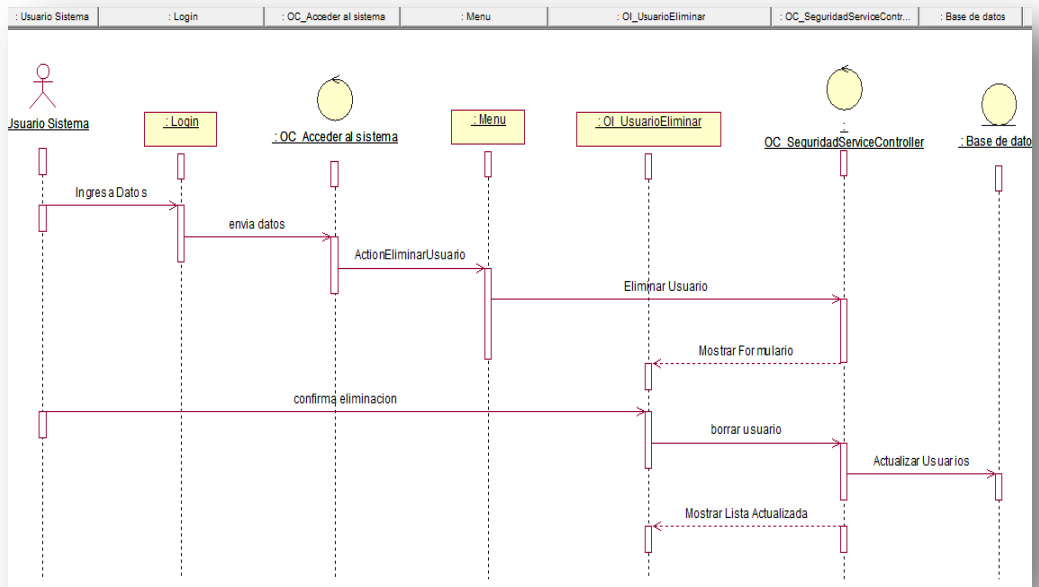 : Usuario Sistema
: Login
: OC_Acceder al sistema
: Menu
: OI_UsuarioEliminar
: OC_SeguridadServiceContr...
: Base de datos
Usuario Sistema
: Login
: OC_Acceder al sistema
: Menu
: OI_UsuarioEliminar
:
OC_SeguridadServiceController
: Base de dato
Ingresa Datos
envia datos
ActionEliminarUsuario
Eliminar Usuario
Mostrar Formulario
confirma eliminacion
borrar usuario
Actualizar Usuarios
Mostrar Lista Actualizada